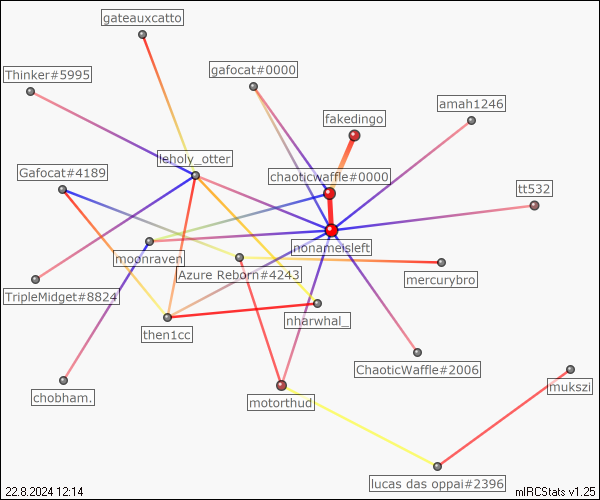 gateauxcatto
Thinker#5995
gafocat#0000
amah1246
fakedingo
leholy_otter
Gafocat#4189
chaoticwaffle#0000
tt532
nonameisleft
moonraven
Azure Reborn#4243
mercurybro
TripleMidget#8824
then1cc
nharwhal_
ChaoticWaffle#2006
chobham.
motorthud
mukszi
lucas das oppai#2396
22.8.2024 12:14
mIRCStats v1.25